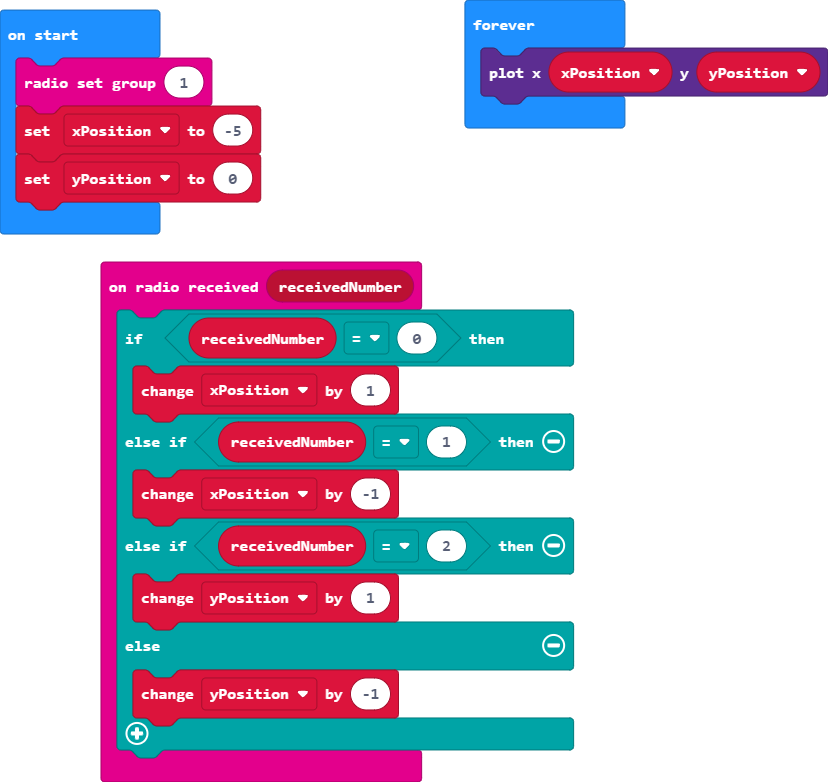 on start
radio set group 1
set xPosition to -5
set yPosition to 0
forever
plot x xPosition y yPosition
on radio received receivedNumber
if receivedNumber = 0 then
change xPosition by 1
else if receivedNumber = 1 then
change xPosition by -1
else if receivedNumber = 2 then
change yPosition by 1
else
change yPosition by -1